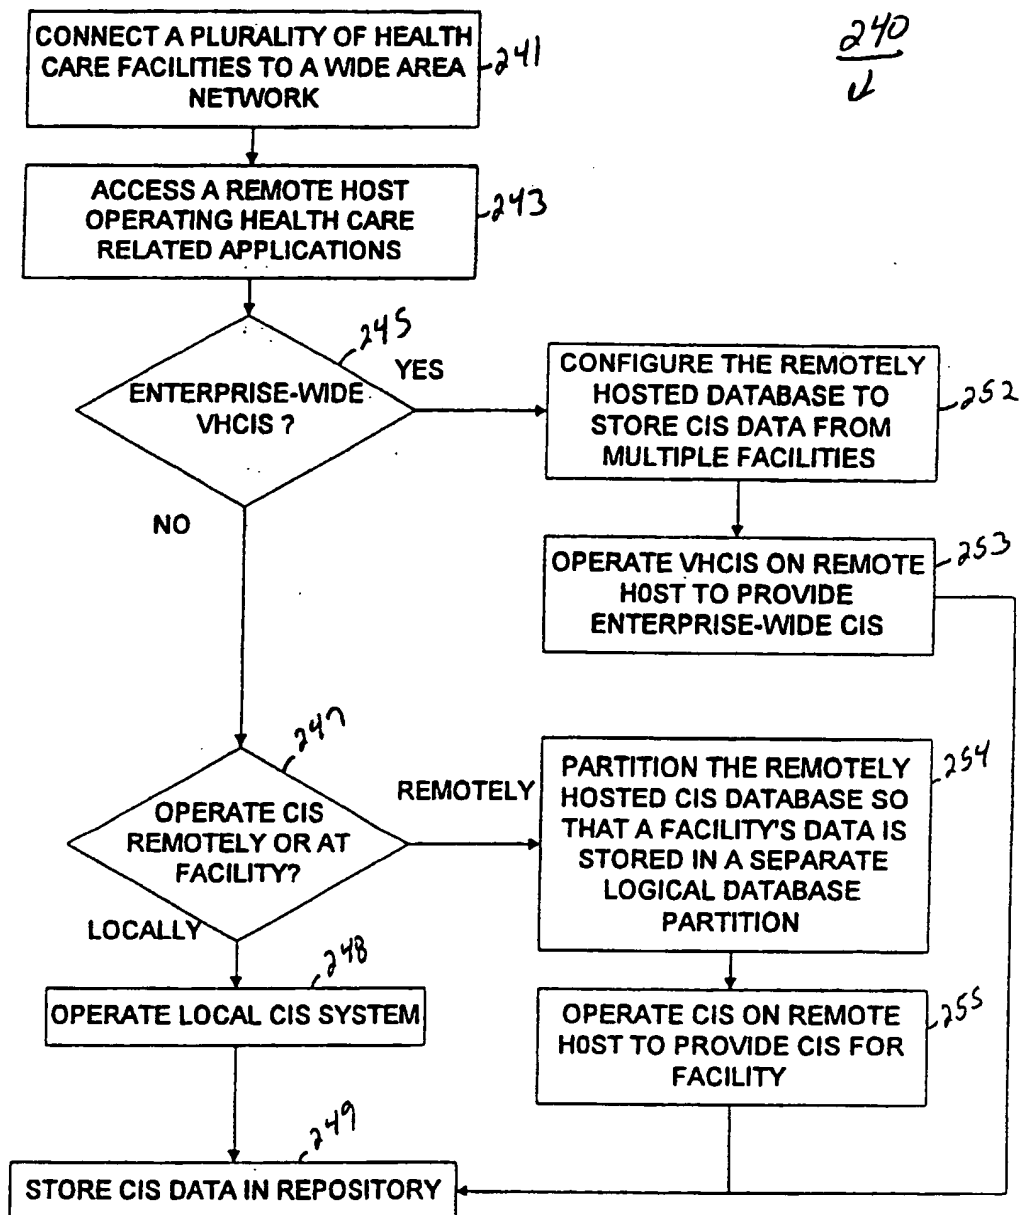 240
CONNECT A PLURALITY OF HEALTH
CARE FACILITIES TO A WIDE AREA
NETWORK
241
ACCESS A REMOTE HOST
OPERATING HEALTH CARE
RELATED APPLICATIONS
243
245
ENTERPRISE-WIDE
VHCIS ?
YES
NO
CONFIGURE THE REMOTELY
HOSTED DATABASE TO
STORE CIS DATA FROM
MULTIPLE FACILITIES
252
OPERATE VHCIS ON REMOTE
HOST TO PROVIDE
ENTERPRISE-WIDE CIS
253
247
OPERATE CIS
REMOTELY OR AT
FACILITY?
REMOTELY
LOCALLY
PARTITION THE REMOTELY
HOSTED CIS DATABASE SO
THAT A FACILITY'S DATA IS
STORED IN A SEPARATE
LOGICAL DATABASE
PARTITION
254
248
OPERATE LOCAL CIS SYSTEM
OPERATE CIS ON REMOTE
HOST TO PROVIDE CIS FOR
FACILITY
255
249
STORE CIS DATA IN REPOSITORY